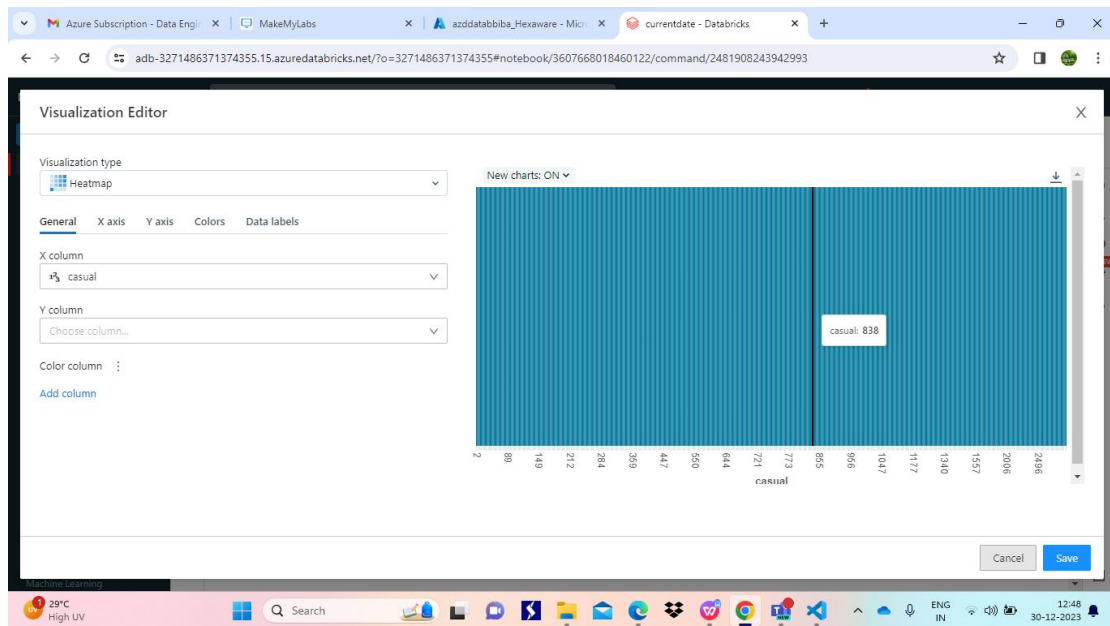 Azure Subscription - Data Engir
MakeMyLabs
azddatabbiba_Hexaware - Micr
currentdate - Databricks
adb-3271486371374355.15.azuredatabricks.net/?o=3271486371374355#notebook/3607668018460122/command/2481908243942993
Visualization Editor
Visualization type
Heatmap
New charts: ON
General X axis Y axis Colors Data labels
X column
casual
Y column
Choose column...
casual: 838
Color column
Add column
2 89 149 212 284 359 447 550 644 721 773 855 956 1047 1177 1340 1557 2006 2496
casual
Cancel Save
Machine Learning
29°C
High UV
Search
ENG
IN
12:48
30-12-2023